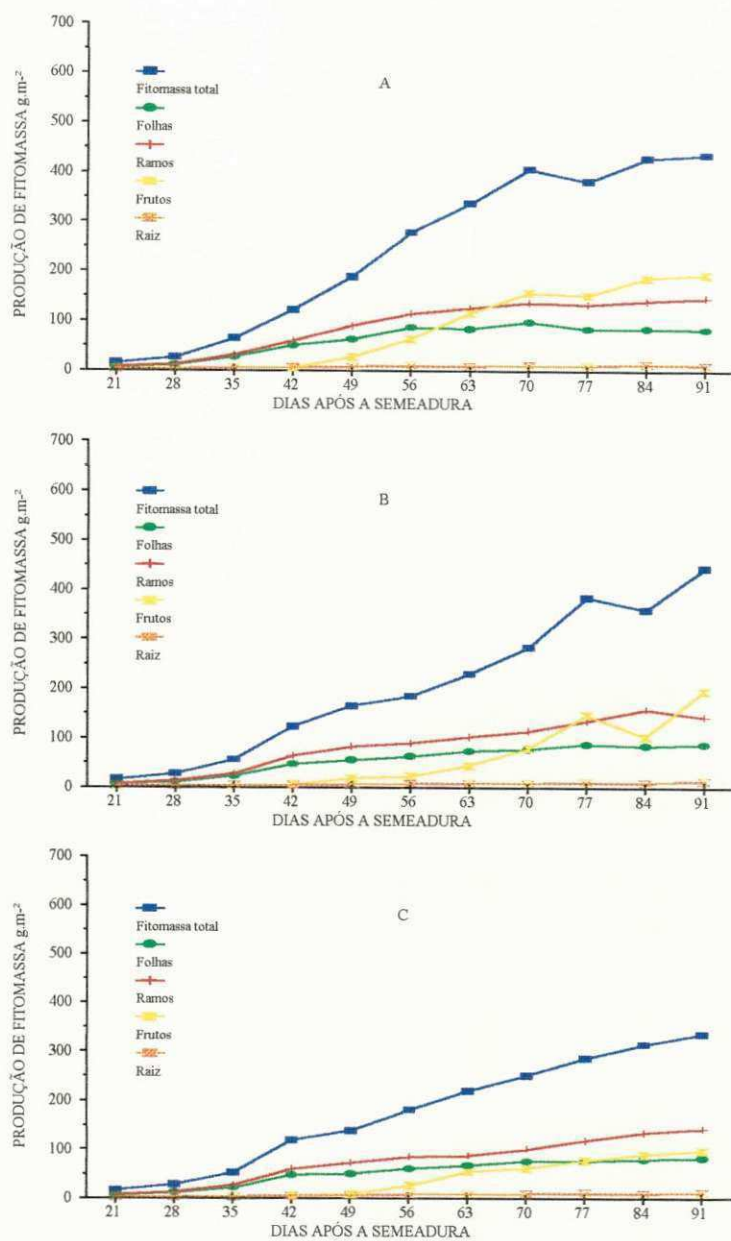 700
600
500
400
300
200
100
0
PRODUÇÃO DE FITOMASSA g.m-²
A
Fitomassa total
Folhas
Ramos
Frutos
Raiz
21 28 35 42 49 56 63 70 77 84 91
DIAS APÓS A SEMEADURA
700
600
500
400
300
200
100
0
PRODUÇÃO DE FITOMASSA g.m-²
B
Fitomassa total
Folhas
Ramos
Frutos
Raiz
21 28 35 42 49 56 63 70 77 84 91
DIAS APÓS A SEMEADURA
700
600
500
400
300
200
100
0
PRODUÇÃO DE FITOMASSA g.m-²
C
Fitomassa total
Folhas
Ramos
Frutos
Raiz
21 28 35 42 49 56 63 70 77 84 91
DIAS APÓS A SEMEADURA